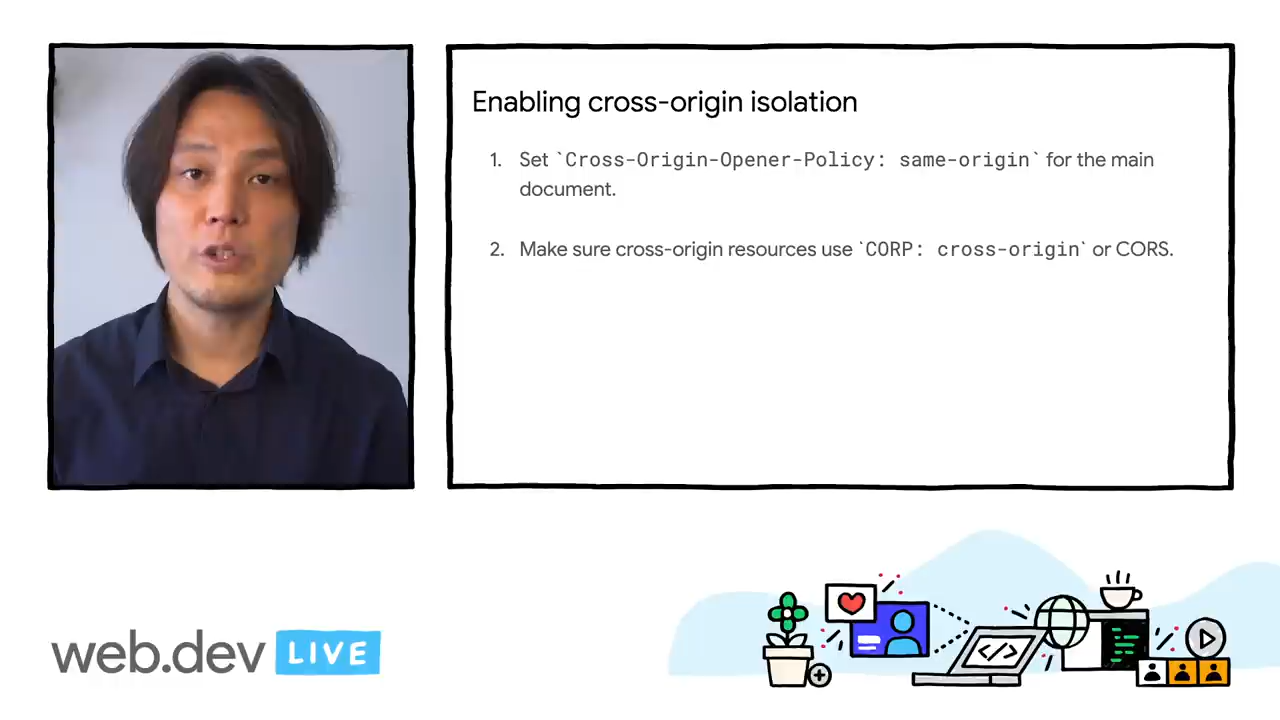 Enabling cross-origin isolation
1. Set `Cross-Origin-Opener-Policy: same-origin` for the main
document.
2. Make sure cross-origin resources use `CORP: cross-origin` or CORS.
web.dev LIVE
</>